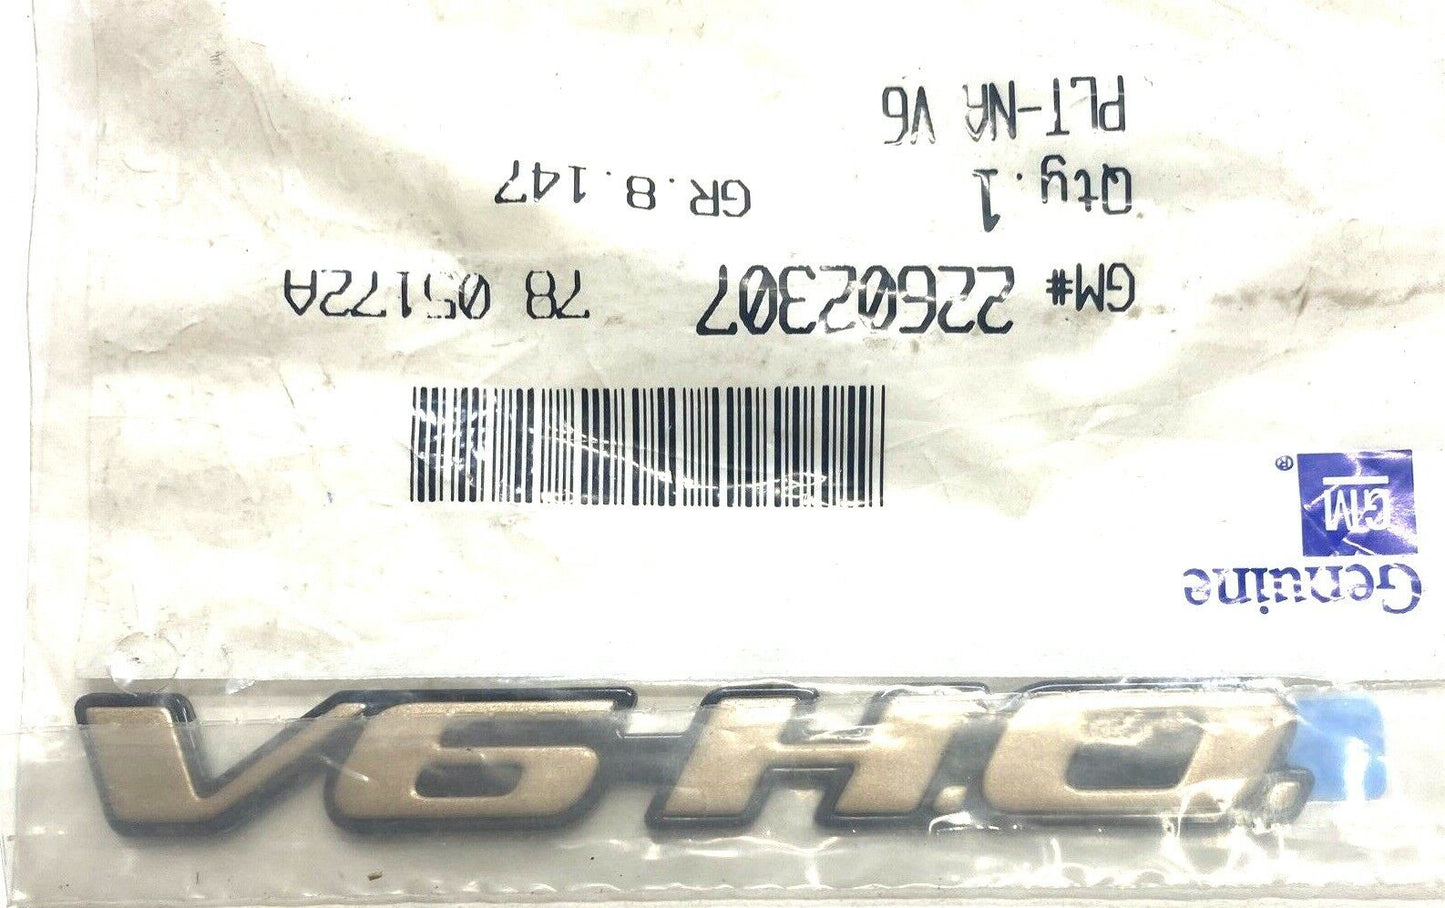 V6 H.O.
Genuine
GM ®
GM# 22602307 78 05172A
Qty. 1 GR. 8.147
PLT-NA V6